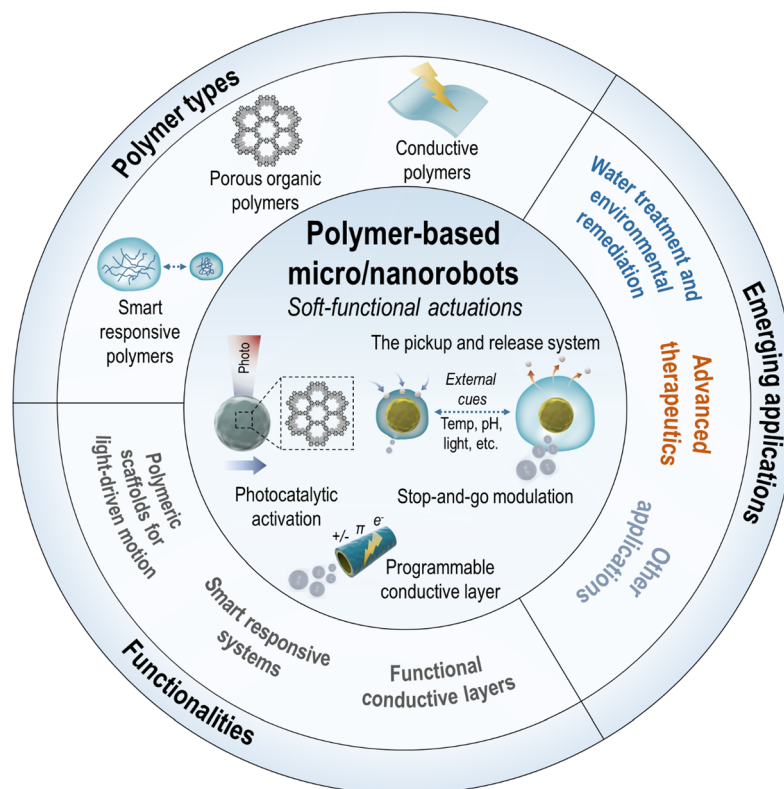 Polymer types
Porous organic
polymers
Conductive
polymers
Smart
responsive
polymers
Polymer-based
micro/nanorobots
Soft-functional actuations
Photo
The pickup and release system
External
cues
Temp, pH,
light, etc.
Photocatalytic
activation
Stop-and-go modulation
+/- π e-
Programmable
conductive layer
Emerging applications
Water treatment and
environmental
remediation
Advanced
therapeutics
Other
applications
Functionalities
Polymeric
scaffolds for
light-driven motion
Smart responsive
systems
Functional
conductive layers